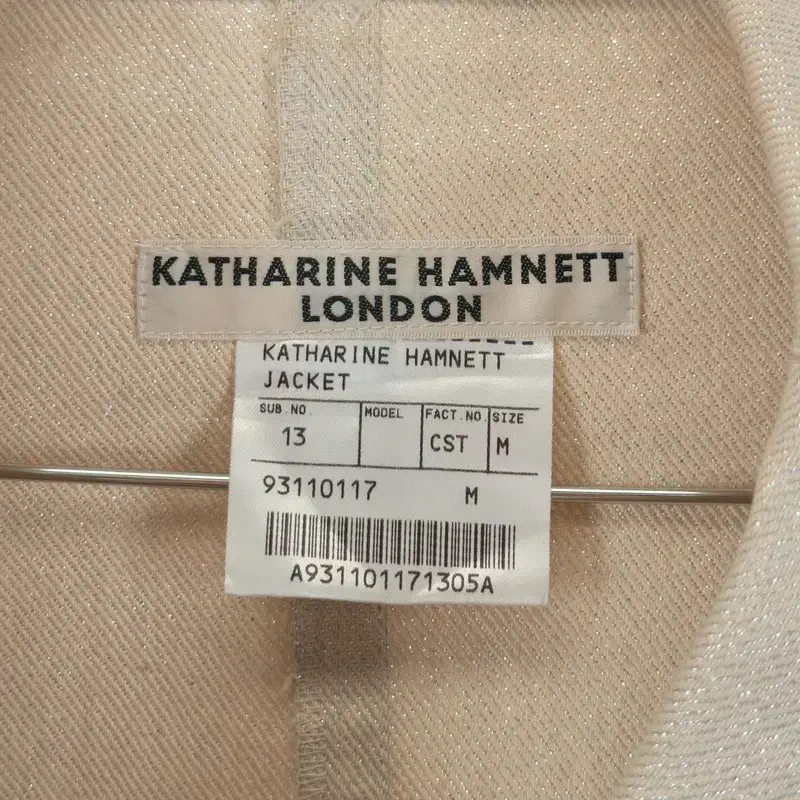 KATHARINE HAMNETT
LONDON
KATHARINE HAMNETT
JACKET
SUB.NO. MODEL FACT.NO. SIZE
13 CST M
93110117 M
A931101171305A